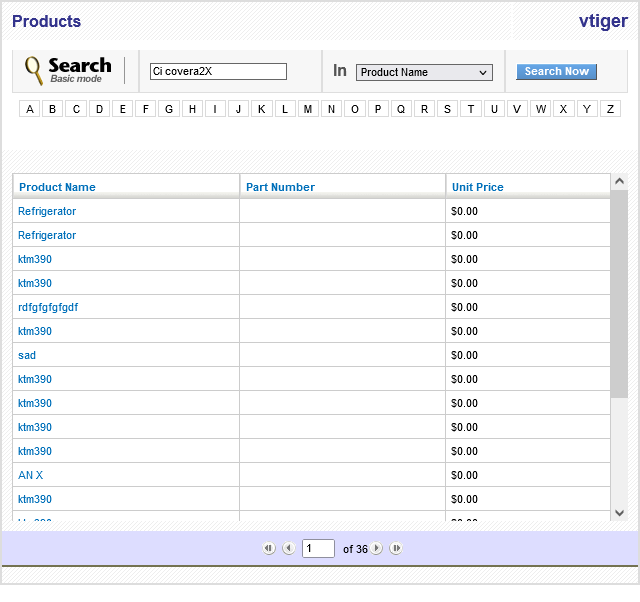 Products
vtiger
Search
Basic mode
Ci covera2X
In
Product Name
Search Now
A B C D E F G H I J K L M N O P Q R S T U V W X Y Z
Product Name Part Number Unit Price
Refrigerator $0.00
Refrigerator $0.00
ktm390 $0.00
ktm390 $0.00
rdfgfgfgfgdf $0.00
ktm390 $0.00
sad $0.00
ktm390 $0.00
ktm390 $0.00
ktm390 $0.00
ktm390 $0.00
AN X $0.00
ktm390 $0.00
1 of 36